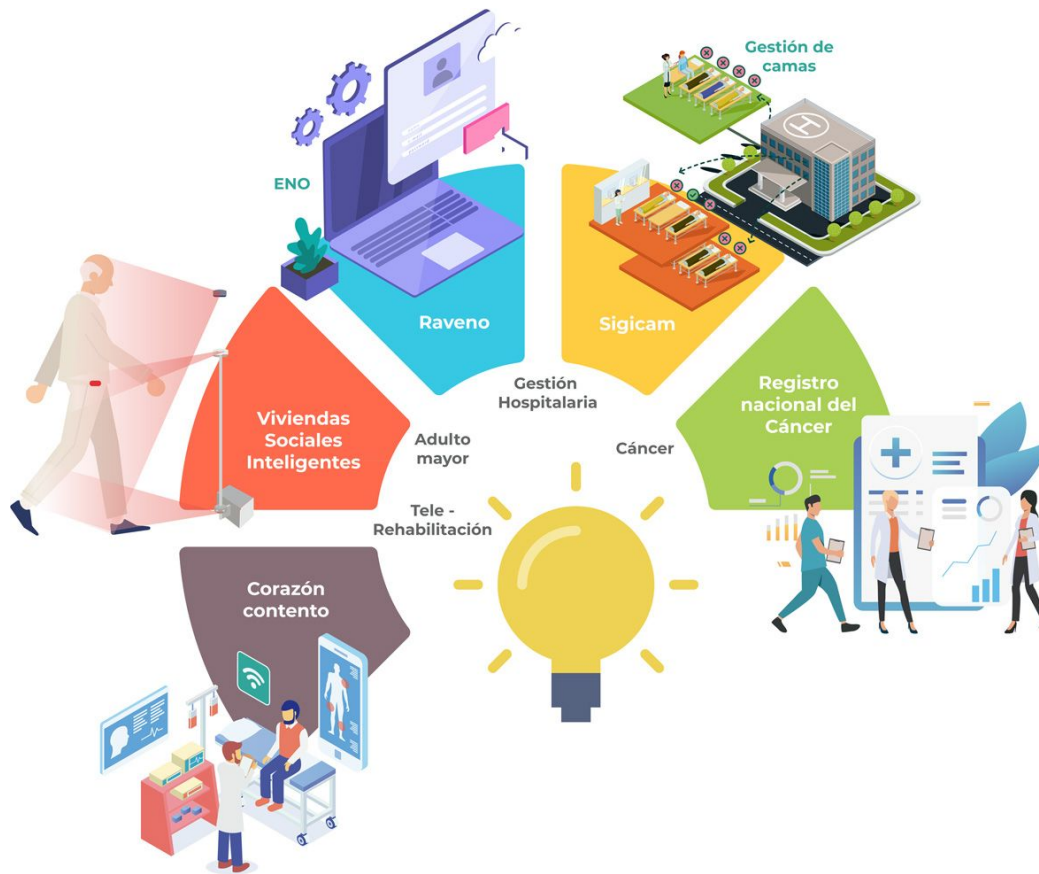 Gestión de
camas
ENO
Raveno
Sigicam
Gestión
Hospitalaria
Registro
nacional del
Cáncer
Viviendas
Sociales
Inteligentes
Adulto
mayor
Cáncer
Tele -
Rehabilitación
Corazón
contento
H